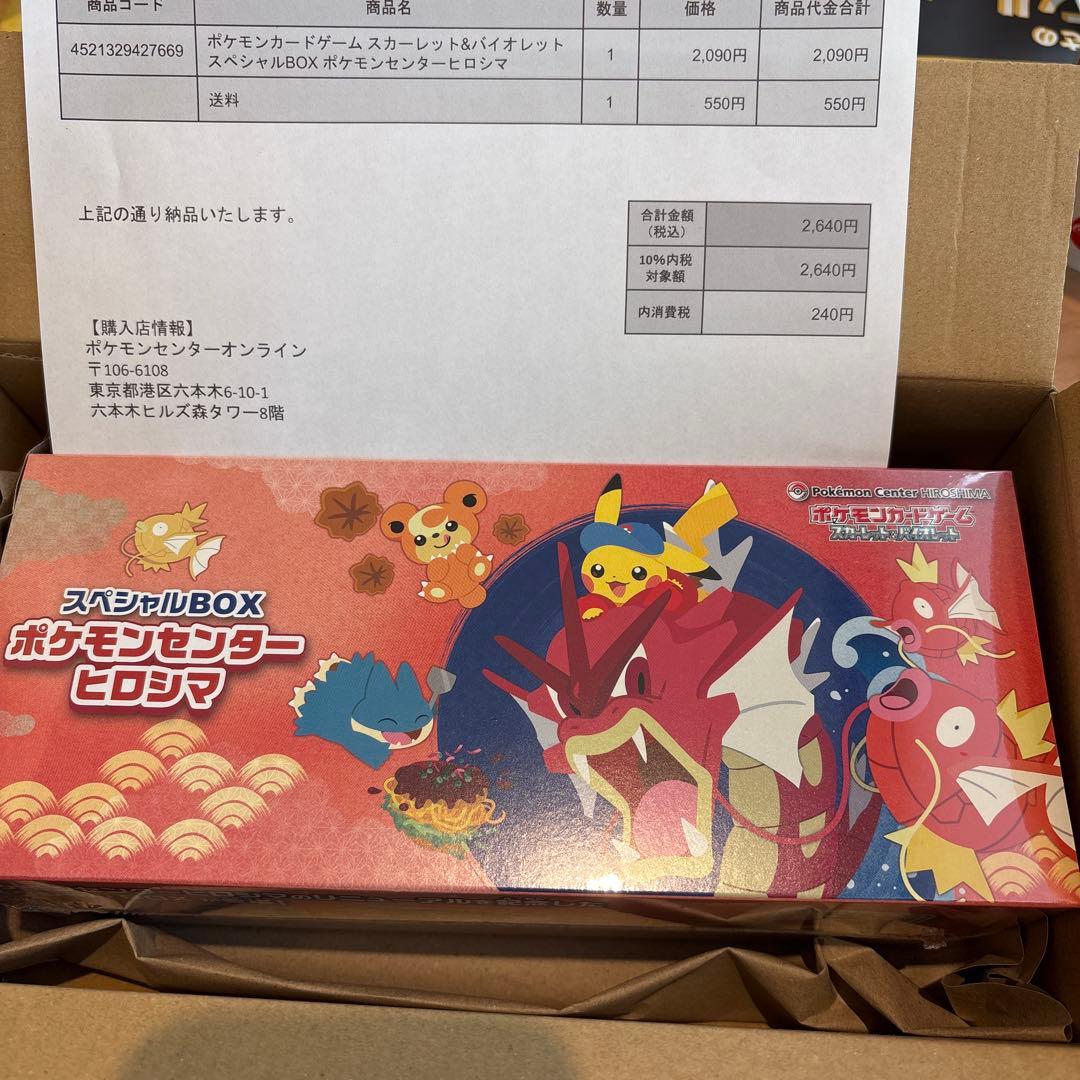 商品コード 商品名 数量 価格 商品代金合計
4521329427669 ポケモンカードゲーム スカーレット&バイオレット
スペシャルBOX ポケモンセンターヒロシマ 1 2,090円 2,090円
送料 1 550円 550円
上記の通り納品いたします。
合計金額
（税込） 2,640円
10%内税
対象額 2,640円
内消費税 240円
【購入店情報】
ポケモンセンターオンライン
〒106-6108
東京都港区六本木6-10-1
六本木ヒルズ森タワー8階
Pokémon Center HIROSHIMA
ポケモンカードゲーム
スカーレット&バイオレット
スペシャルBOX
ポケモンセンター
ヒロシマ